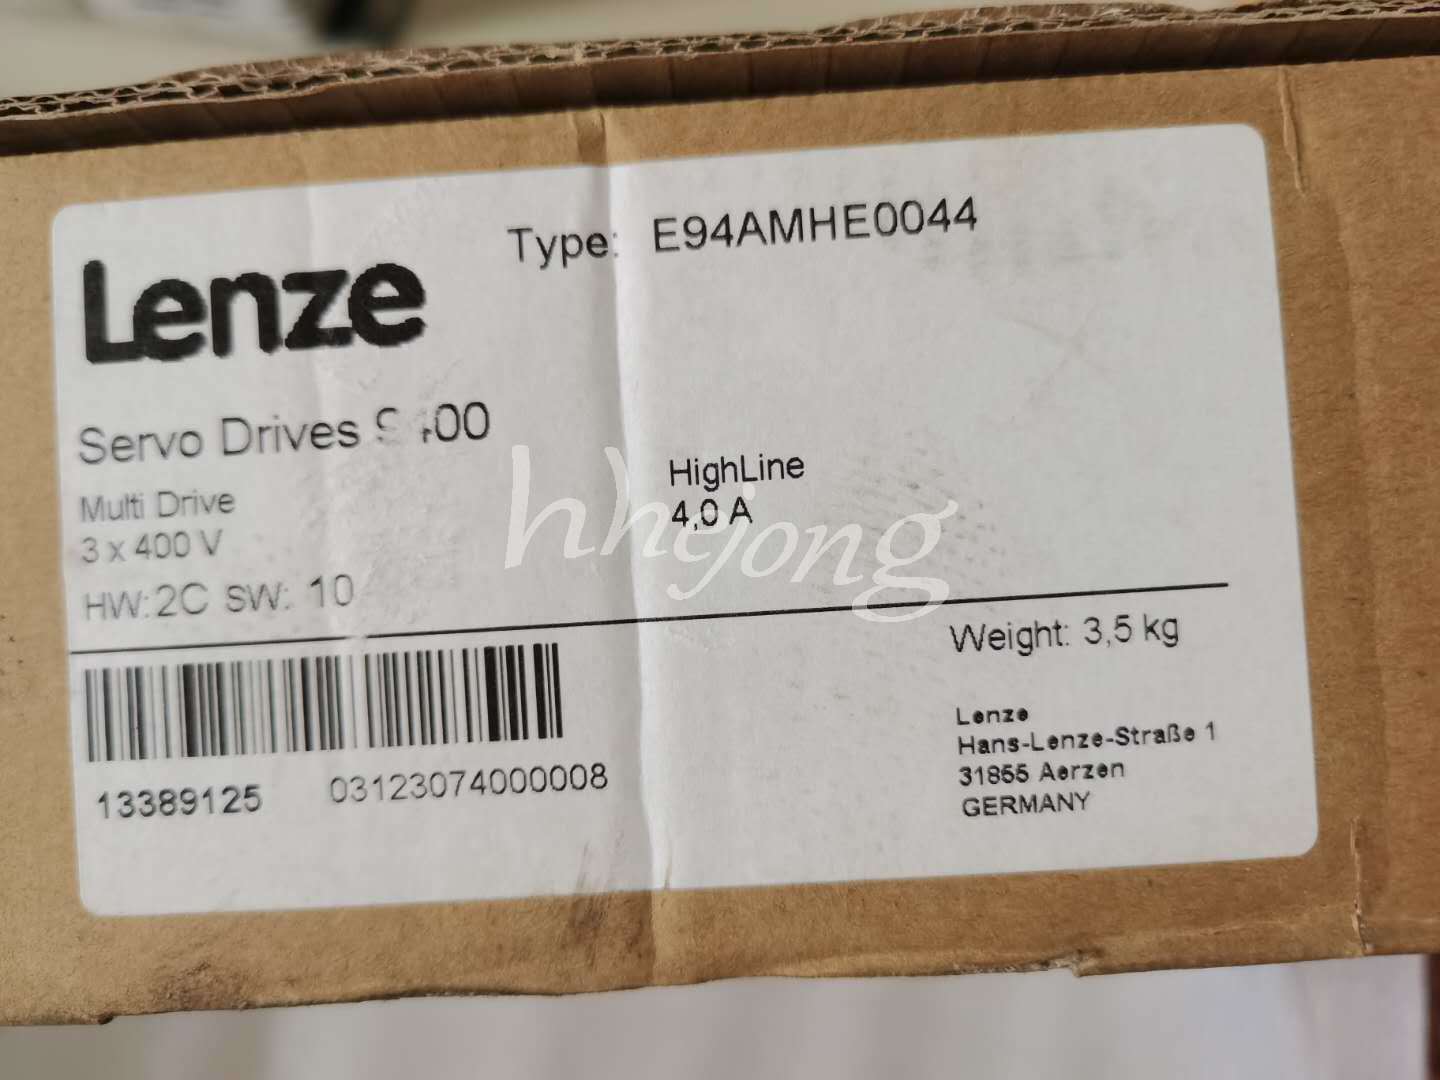 Type: E94AMHE0044
Lenze
Servo Drives 9400
HighLine
Multi Drive
4,0 A
3 x 400 V
HW: 2C SW: 10
hhejong
Weight: 3,5 kg
Lenze
Hans-Lenze-Straße 1
31855 Aerzen
GERMANY
13389125 03123074000008